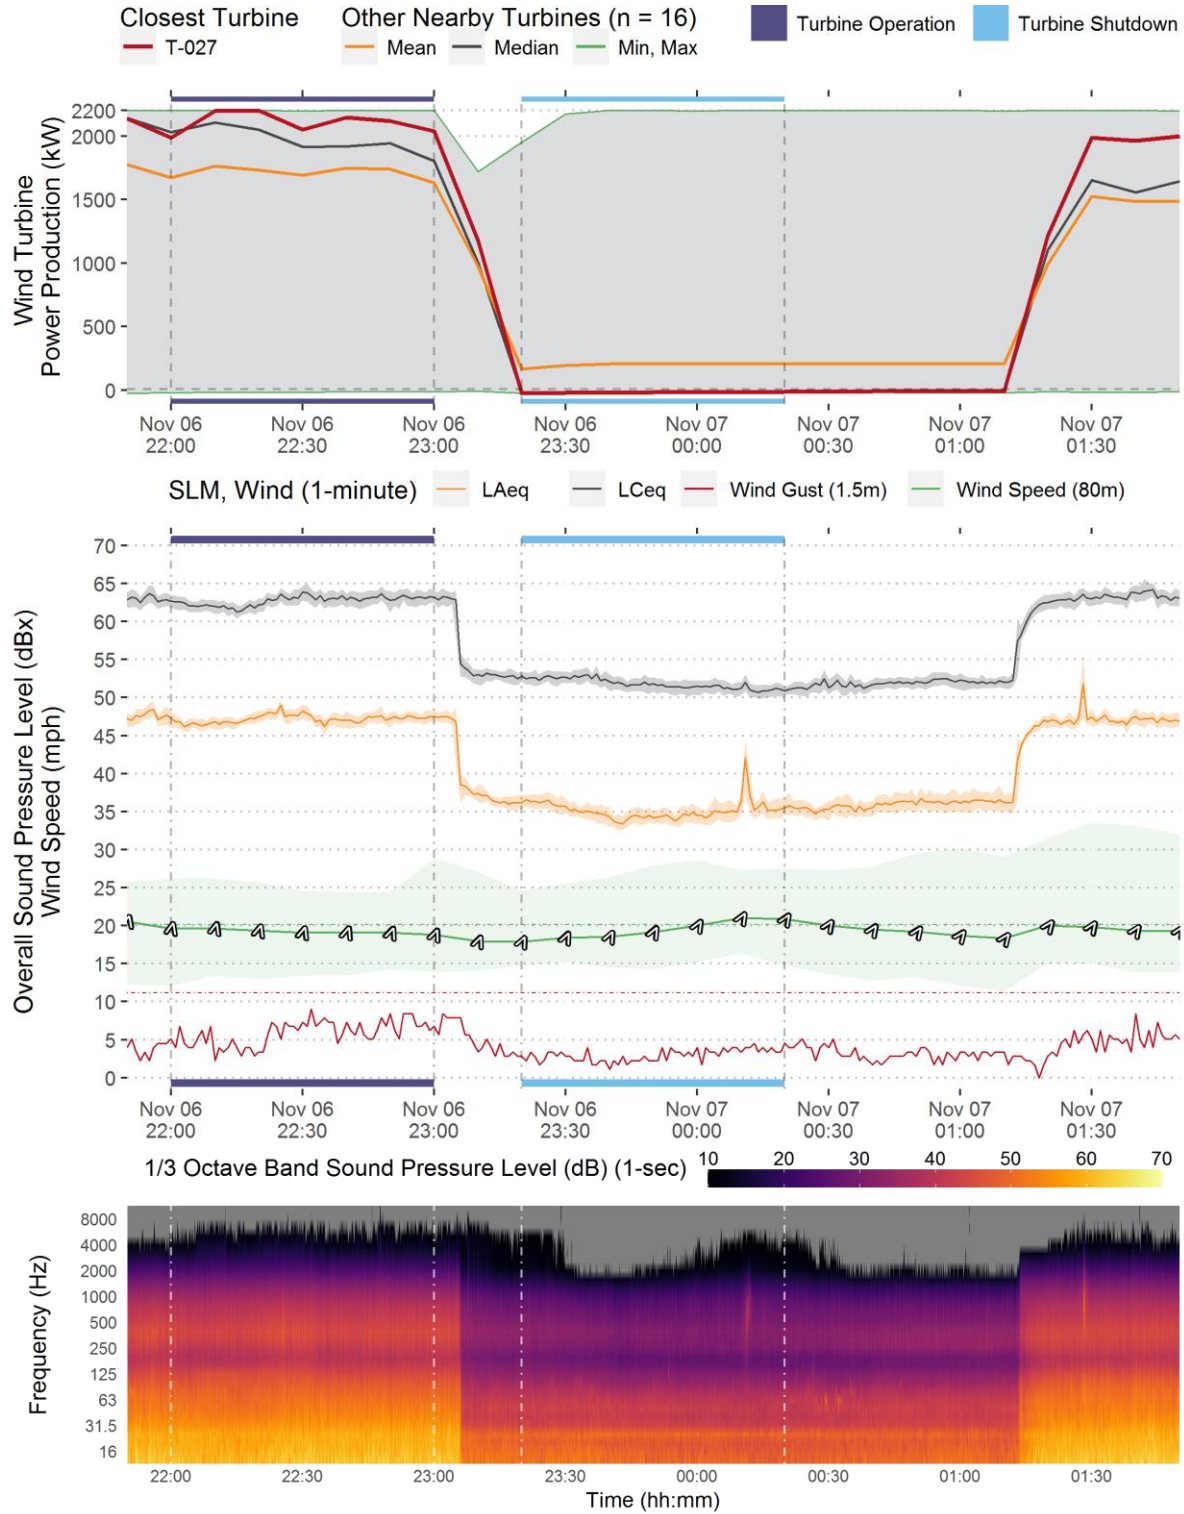 Closest Turbine
T-027
Other Nearby Turbines (n = 16)
Mean
Median
Min, Max
Turbine Operation
Turbine Shutdown
Wind Turbine
Power Production (kW)
2200
2000
1500
1000
500
0
Nov 06 22:00
Nov 06 22:30
Nov 06 23:00
Nov 06 23:30
Nov 07 00:00
Nov 07 00:30
Nov 07 01:00
Nov 07 01:30
SLM, Wind (1-minute)
LAeq
LCeq
Wind Gust (1.5m)
Wind Speed (80m)
Overall Sound Pressure Level (dBx)
Wind Speed (mph)
70
65
60
55
50
45
40
35
30
25
20
15
10
5
0
Nov 06 22:00
Nov 06 22:30
Nov 06 23:00
Nov 06 23:30
Nov 07 00:00
Nov 07 00:30
Nov 07 01:00
Nov 07 01:30
1/3 Octave Band Sound Pressure Level (dB) (1-sec)
10 20 30 40 50 60 70
Frequency (Hz)
8000
4000
2000
1000
500
250
125
63
31.5
16
22:00 22:30 23:00 23:30 00:00 00:30 01:00 01:30
Time (hh:mm)